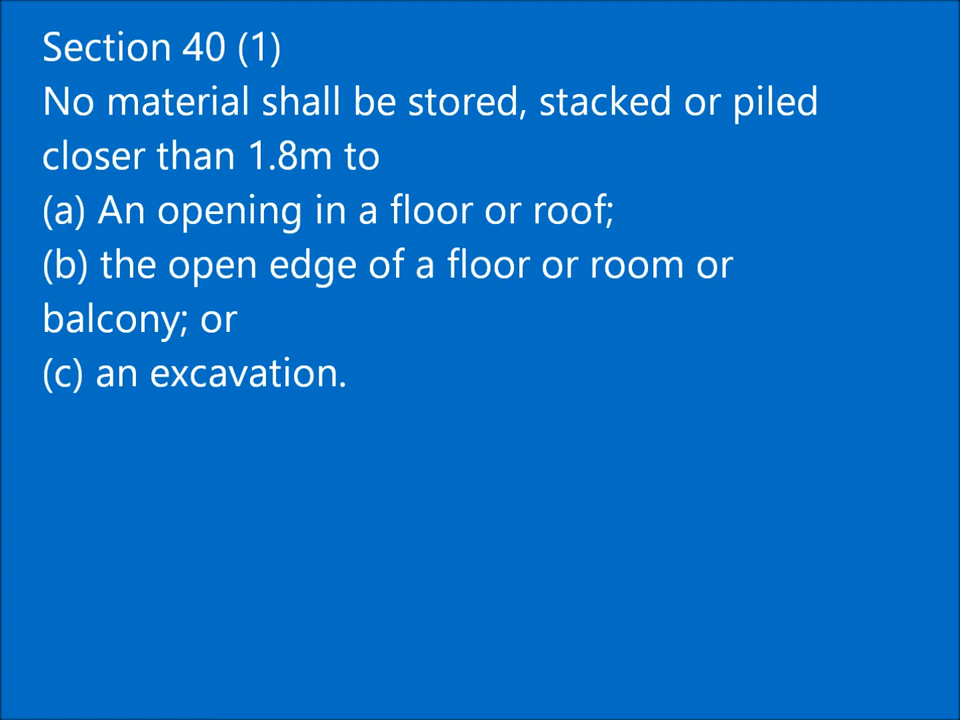 Section 40 (1)
No material shall be stored, stacked or piled
closer than 1.8m to
(a) An opening in a floor or roof;
(b) the open edge of a floor or room or
balcony; or
(c) an excavation.